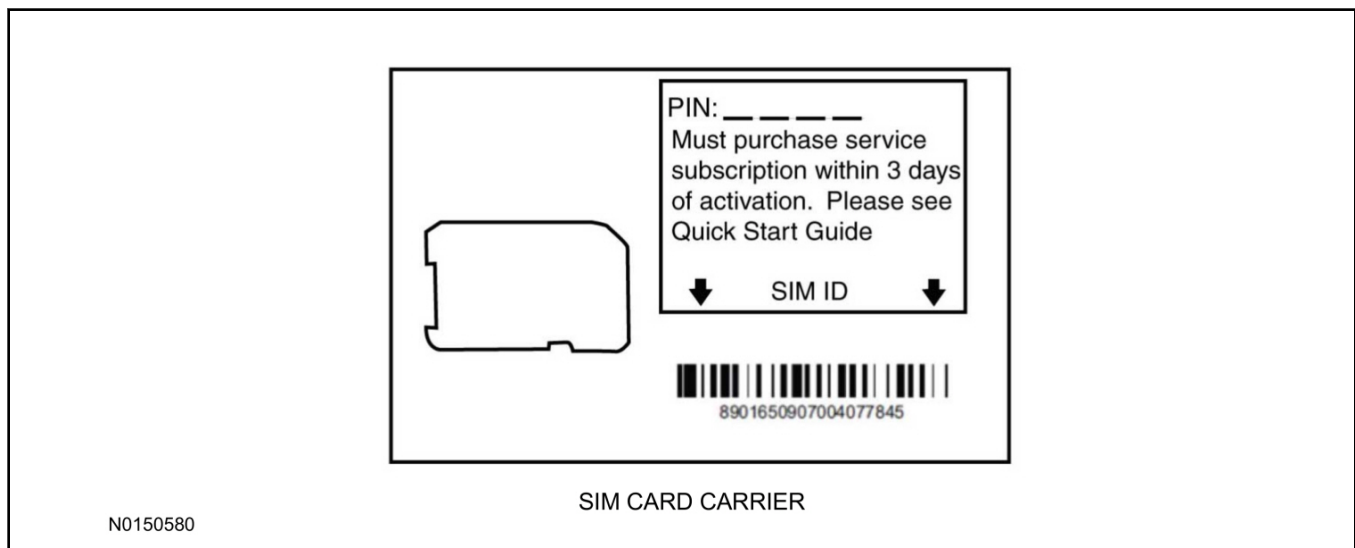 PIN: _ _ _ _
Must purchase service
subscription within 3 days
of activation. Please see
Quick Start Guide
SIM ID
8901650907004077845
SIM CARD CARRIER
N0150580